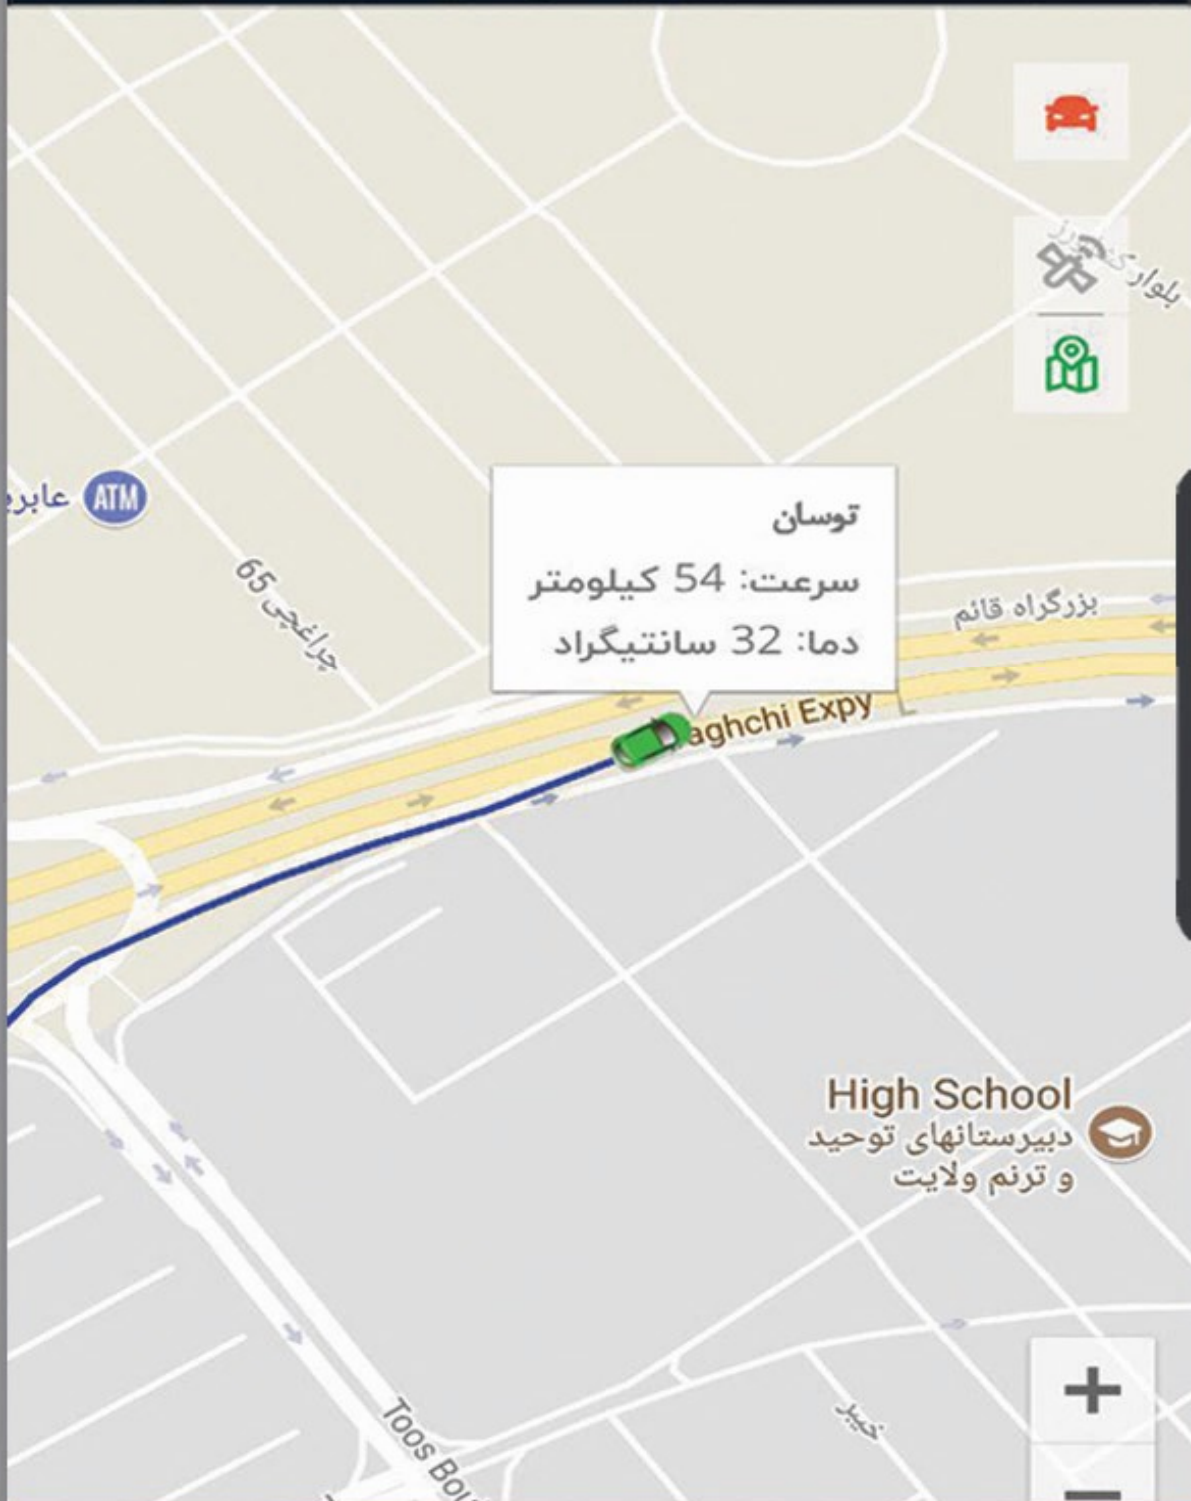 بلوار
عابر
ATM
چراغچی 65
توسان
سرعت: 54 کیلومتر
دما: 32 سانتیگراد
بزرگراه قائم
aghchi Expy
High School
دبیرستانهای توحید
و ترنم ولایت
خیبر
Toos
+
−